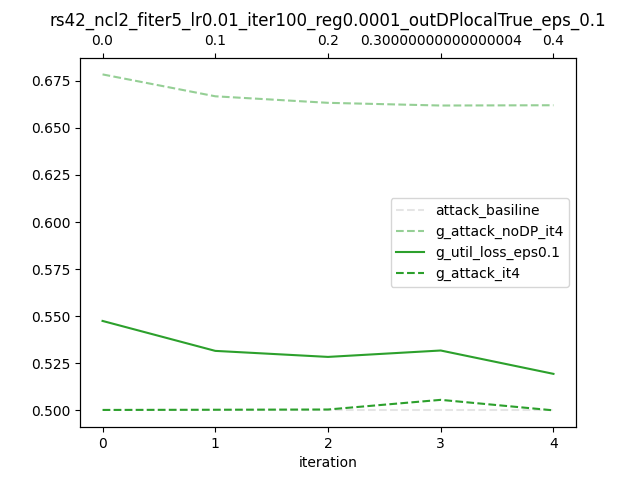 rs42_ncl2_fiter5_lr0.01_iter100_reg0.0001_outDPlocalTrue_eps_0.1
0.0 0.1 0.2 0.30000000000000004 0.4
0.675
0.650
0.625
0.600
0.575
0.550
0.525
0.500
attack_basiline
g_attack_noDP_it4
g_util_loss_eps0.1
g_attack_it4
0 1 2 3 4
iteration